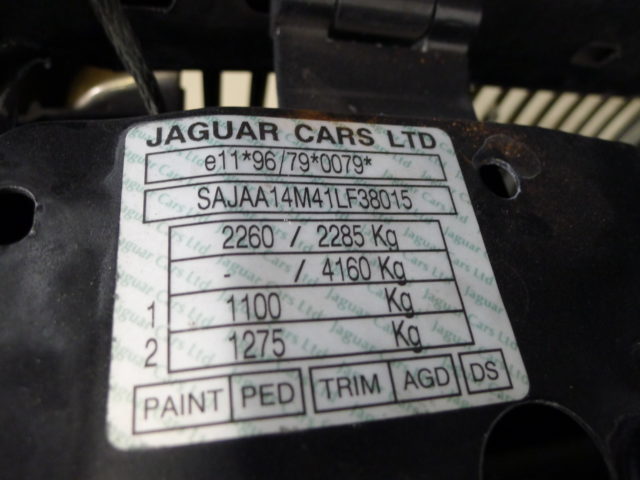 JAGUAR CARS LTD
e11*96/79*0079*
SAJAA14M41LF38015
2260 / 2285 Kg
- / 4160 Kg
1 1100 Kg
2 1275 Kg
PAINT PED TRIM AGD DS